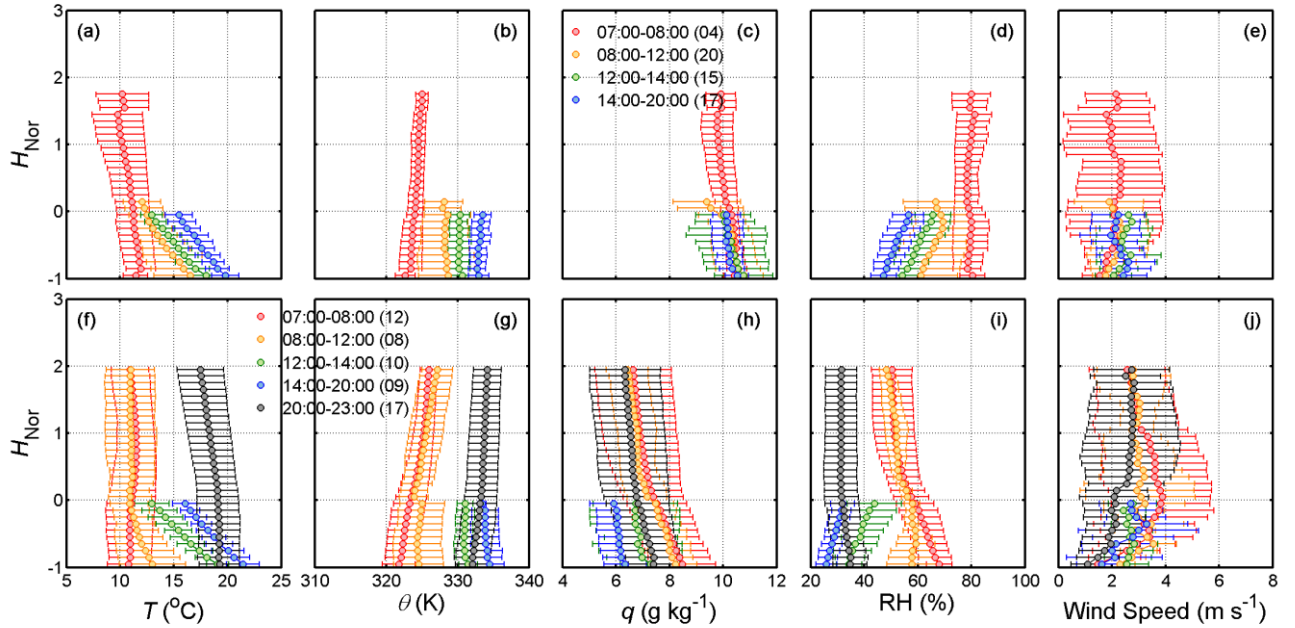 3
(a)
(b)
(c)
(d)
(e)
07:00-08:00 (04)
08:00-12:00 (20)
12:00-14:00 (15)
14:00-20:00 (17)
2
1
0
-1
H_Nor
3
(f)
(g)
(h)
(i)
(j)
07:00-08:00 (12)
08:00-12:00 (08)
12:00-14:00 (10)
14:00-20:00 (09)
20:00-23:00 (17)
2
1
0
-1
H_Nor
5 10 15 20 25
310 320 330 340
4 6 8 10 12
20 40 60 80 100
0 2 4 6 8
T (°C)
θ (K)
q (g kg⁻¹)
RH (%)
Wind Speed (m s⁻¹)